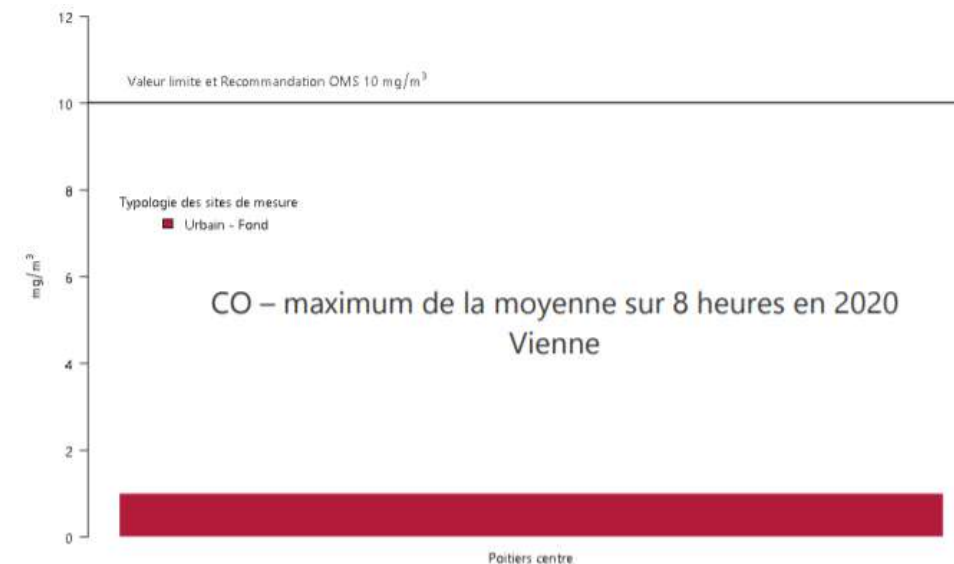 12
Valeur limite et Recommandation OMS 10 mg/m³
10
8
Typologie des sites de mesure
Urbain - Fond
mg/m³
6
CO – maximum de la moyenne sur 8 heures en 2020
Vienne
4
2
0
Poitiers centre